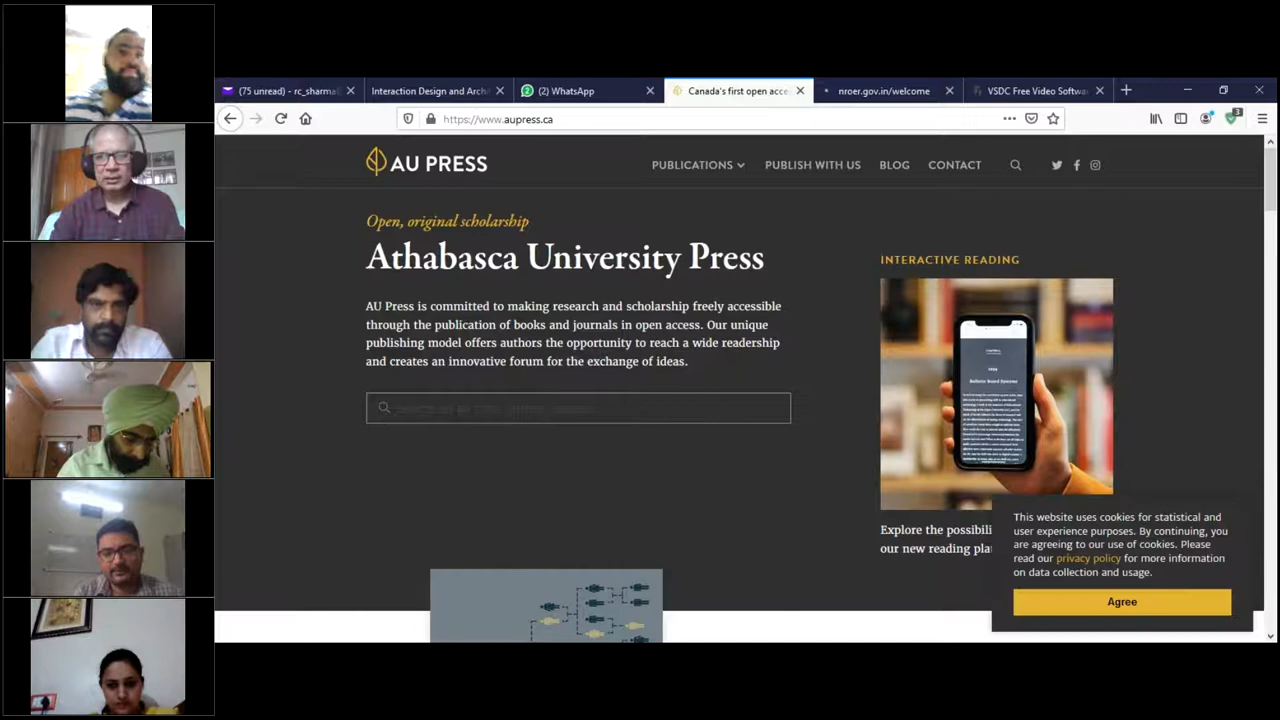 (75 unread) - rc_sharma
Interaction Design and Arch
(2) WhatsApp
Canada's first open acce
nroer.gov.in/welcome
VSDC Free Video Softwa
https://www.aupress.ca
3
AU PRESS
PUBLICATIONS
PUBLISH WITH US
BLOG
CONTACT
Open, original scholarship
Athabasca University Press
AU Press is committed to making research and scholarship freely accessible
through the publication of books and journals in open access. Our unique
publishing model offers authors the opportunity to reach a wide readership
and creates an innovative forum for the exchange of ideas.
INTERACTIVE READING
Explore the possibili
our new reading pla
This website uses cookies for statistical and
user experience purposes. By continuing, you
are agreeing to our use of cookies. Please
read our privacy policy for more information
on data collection and usage.
Agree